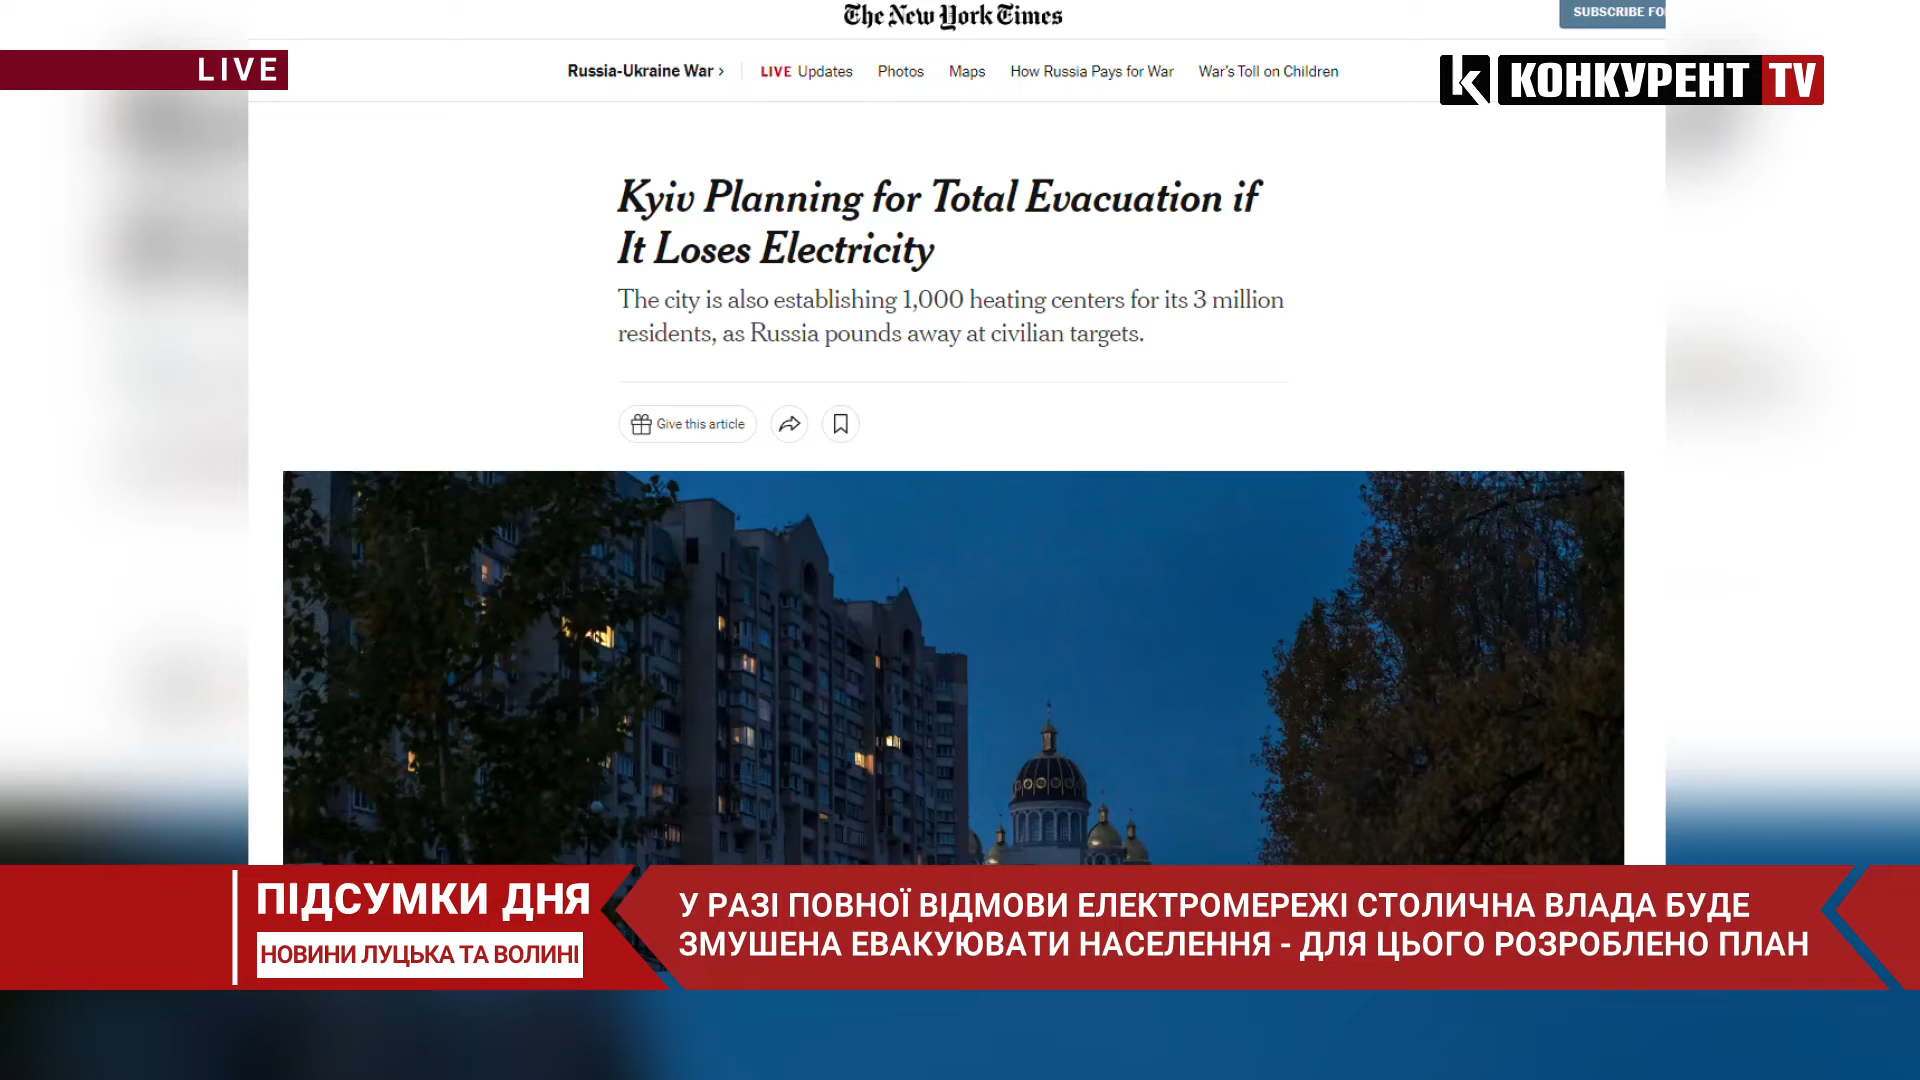 The New York Times
SUBSCRIBE FO
LIVE
Russia-Ukraine War › LIVE Updates Photos Maps How Russia Pays for War War's Toll on Children
К КОНКУРЕНТ TV
Kyiv Planning for Total Evacuation if
It Loses Electricity
The city is also establishing 1,000 heating centers for its 3 million
residents, as Russia pounds away at civilian targets.
Give this article
ПІДСУМКИ ДНЯ
НОВИНИ ЛУЦЬКА ТА ВОЛИНІ
У РАЗІ ПОВНОЇ ВІДМОВИ ЕЛЕКТРОМЕРЕЖІ СТОЛИЧНА ВЛАДА БУДЕ
ЗМУШЕНА ЕВАКУЮВАТИ НАСЕЛЕННЯ - ДЛЯ ЦЬОГО РОЗРОБЛЕНО ПЛАН